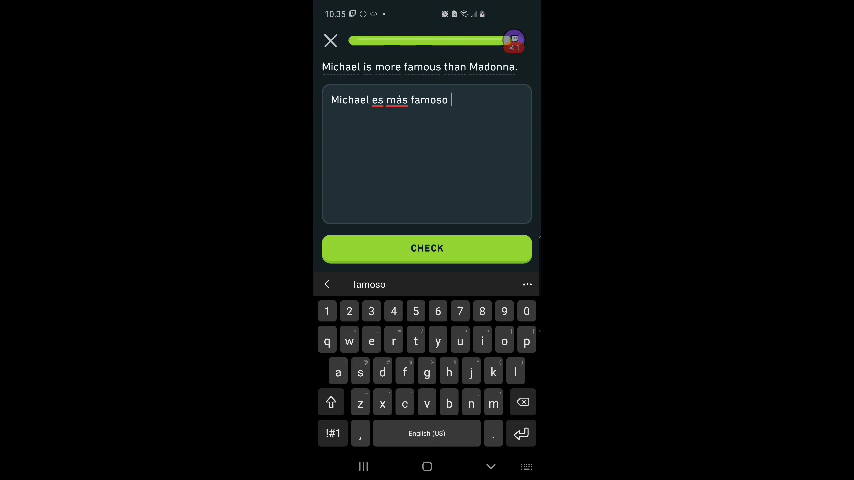 10.35
Michael is more famous than Madonna.
Michael es más famoso
CHECK
famoso
1 2 3 4 5 6 7 8 9 0
q w e r t y u i o p
a s d f g h j k l
z x c v b n m
!#1 , English (US) .